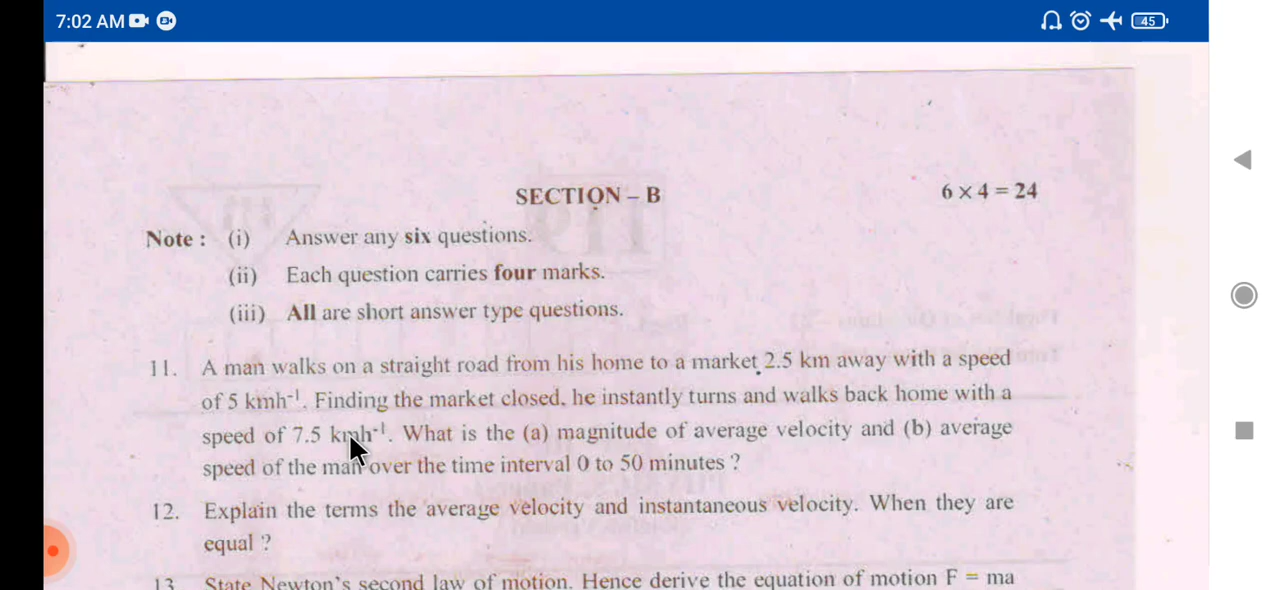 7:02 AM
45
SECTION – B
6 × 4 = 24
Note : (i) Answer any six questions.
(ii) Each question carries four marks.
(iii) All are short answer type questions.
11. A man walks on a straight road from his home to a market 2.5 km away with a speed
of 5 kmh⁻¹. Finding the market closed, he instantly turns and walks back home with a
speed of 7.5 kmh⁻¹. What is the (a) magnitude of average velocity and (b) average
speed of the man over the time interval 0 to 50 minutes ?
12. Explain the terms the average velocity and instantaneous velocity. When they are
equal ?
13. State Newton's second law of motion. Hence derive the equation of motion F = ma